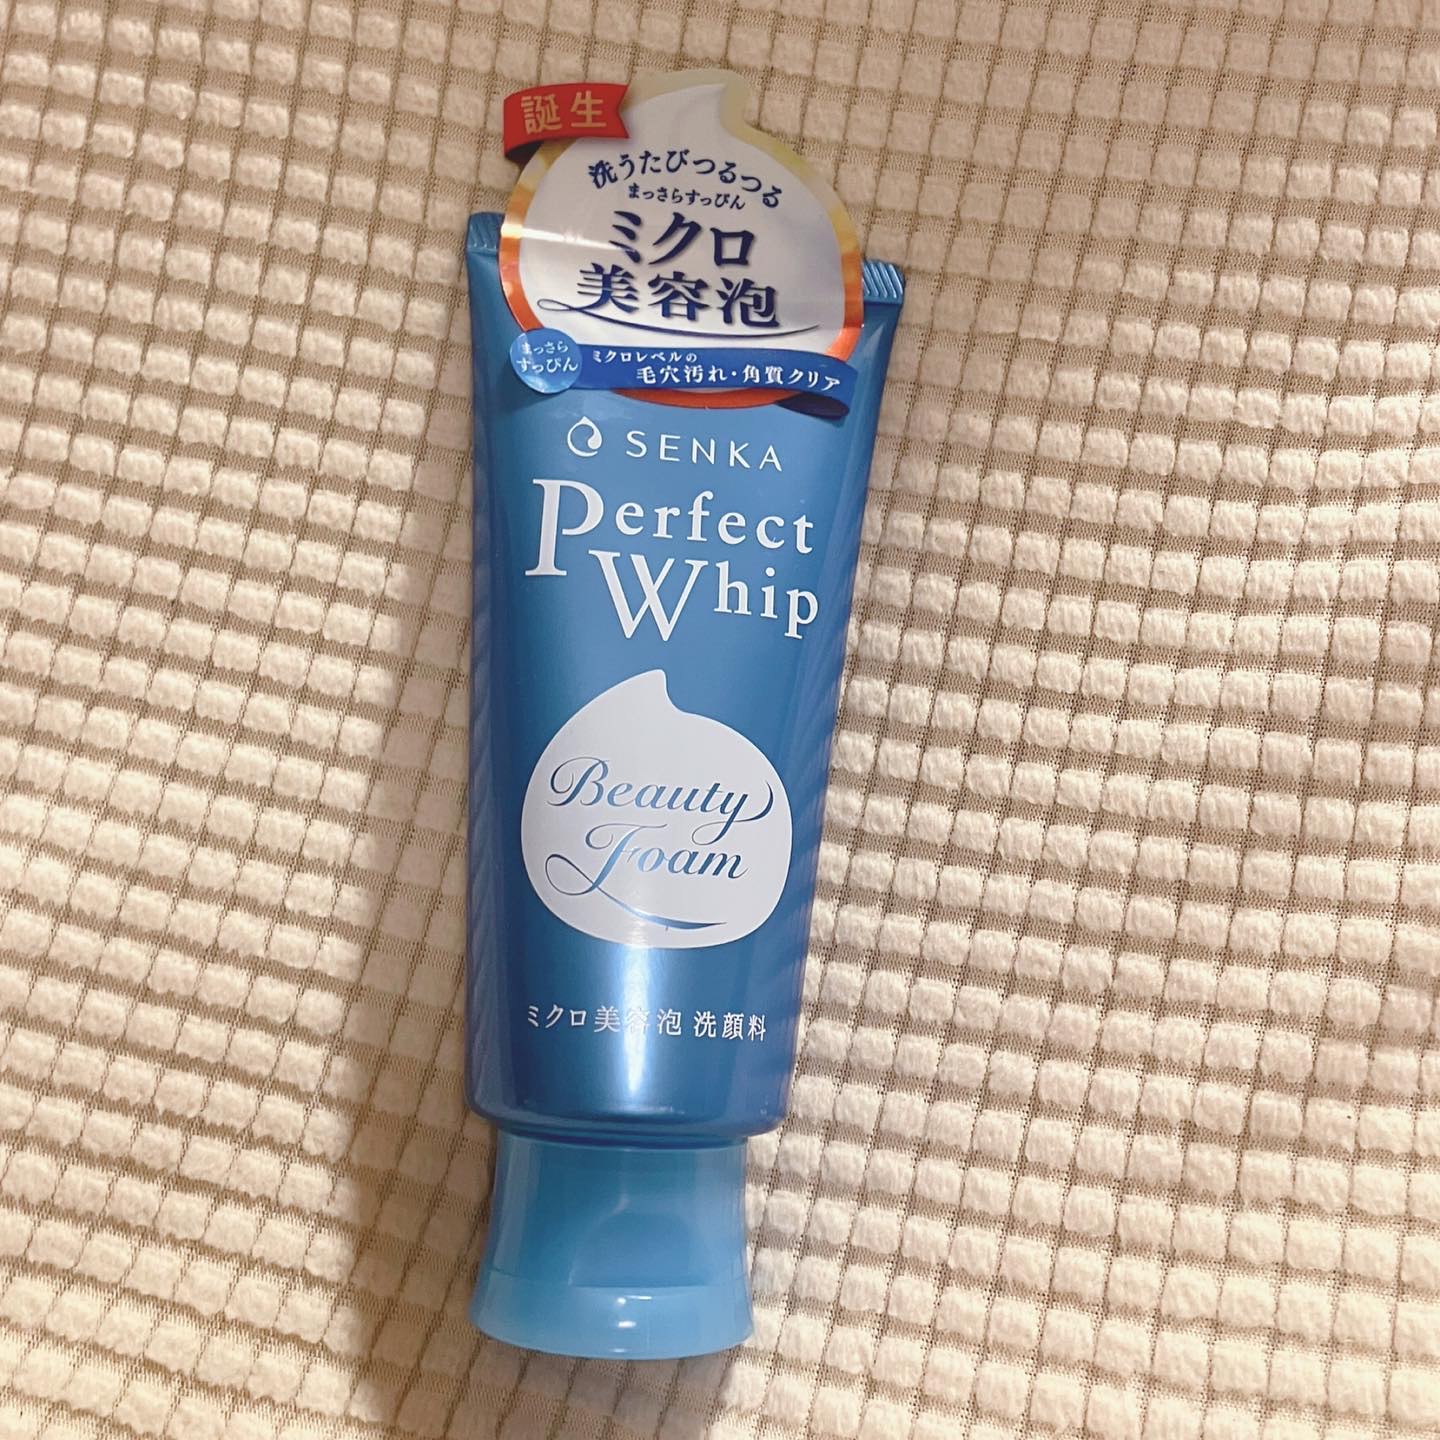 誕生
洗うたびつるつる
まっさらすっぴん
ミクロ
美容泡
まっさら
すっぴん
ミクロレベルの
毛穴汚れ・角質クリア
SENKA
Perfect
Whip
Beauty
Foam
ミクロ美容泡 洗顔料